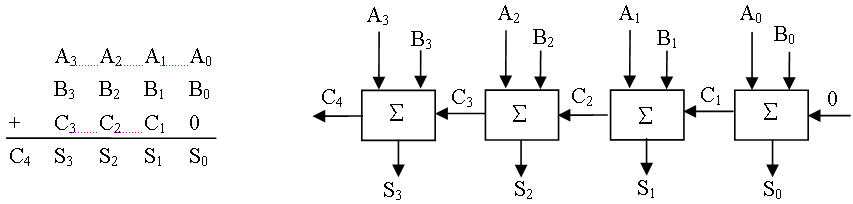 A₃ A₂ A₁ A₀
B₃ B₂ B₁ B₀
+ C₃ C₂ C₁ 0
C₄ S₃ S₂ S₁ S₀
A₃ A₂ A₁ A₀
B₃ B₂ B₁ B₀
C₄ Σ C₃ Σ C₂ Σ C₁ Σ 0
S₃ S₂ S₁ S₀